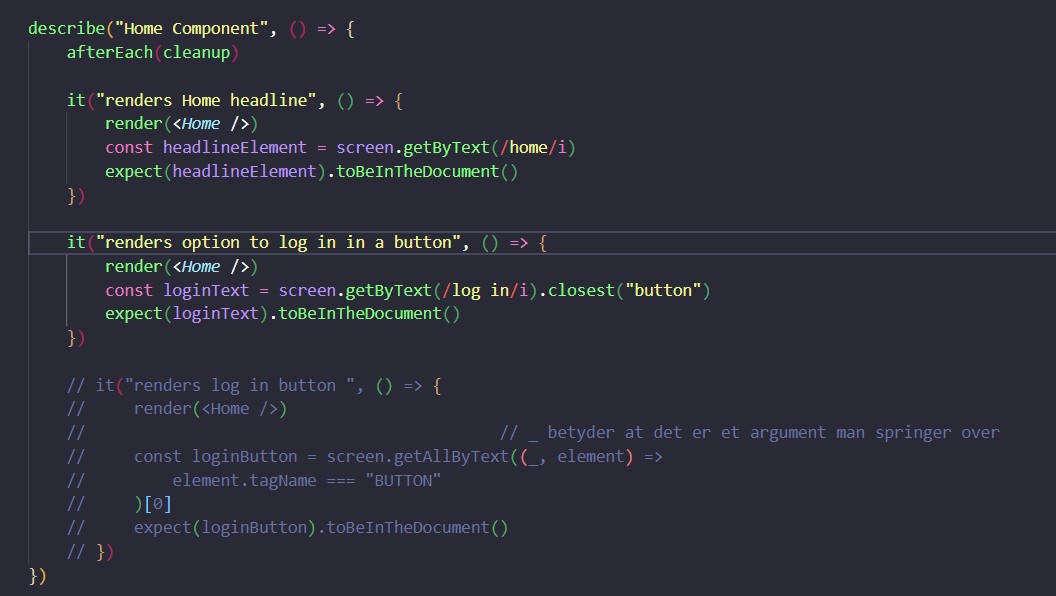 describe("Home Component", () => {
    afterEach(cleanup)

    it("renders Home headline", () => {
        render(<Home />)
        const headlineElement = screen.getByText(/home/i)
        expect(headlineElement).toBeInTheDocument()
    })

    it("renders option to log in in a button", () => {
        render(<Home />)
        const loginText = screen.getByText(/log in/i).closest("button")
        expect(loginText).toBeInTheDocument()
    })

    // it("renders log in button ", () => {
    //     render(<Home />)
    //                                           // _ betyder at det er et argument man springer over
    //     const loginButton = screen.getAllByText((_, element) =>
    //         element.tagName === "BUTTON"
    //     )[0]
    //     expect(loginButton).toBeInTheDocument()
    // })
})